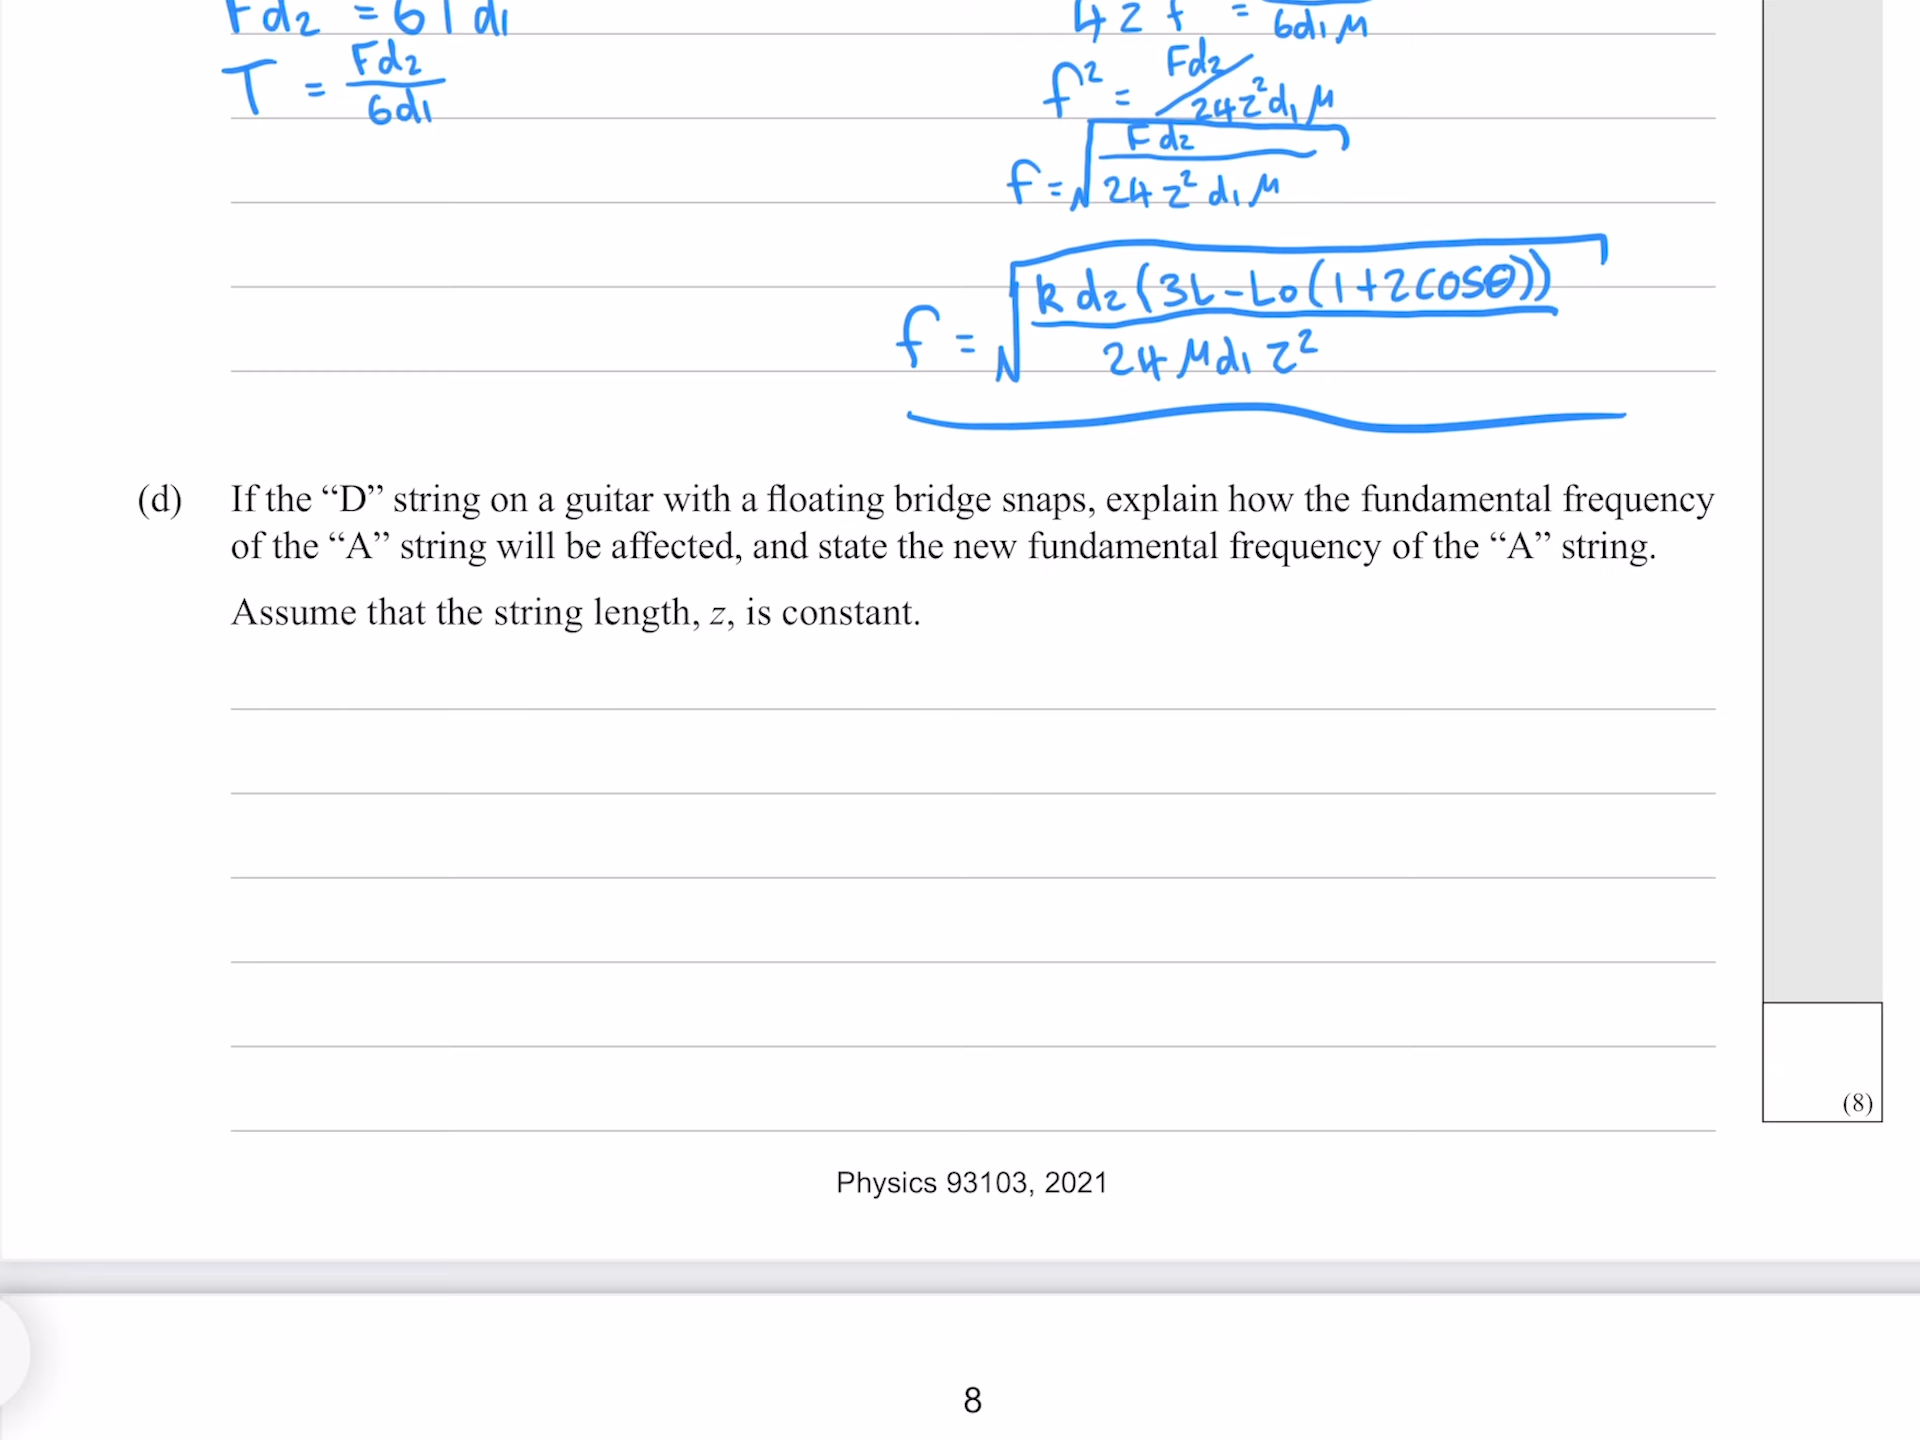 Fd₂ = 6Td₁
T = Fd₂/6d₁
4z²f² = Fd₂/6d₁μ
f² = Fd₂/24z²d₁μ
f = √(Fd₂/24z²d₁μ)
f = √(kd₂(3L-L₀(1+2cosθ))/24μd₁z²)
(d) If the “D” string on a guitar with a floating bridge snaps, explain how the fundamental frequency
of the “A” string will be affected, and state the new fundamental frequency of the “A” string.
Assume that the string length, z, is constant.
(8)
Physics 93103, 2021
8